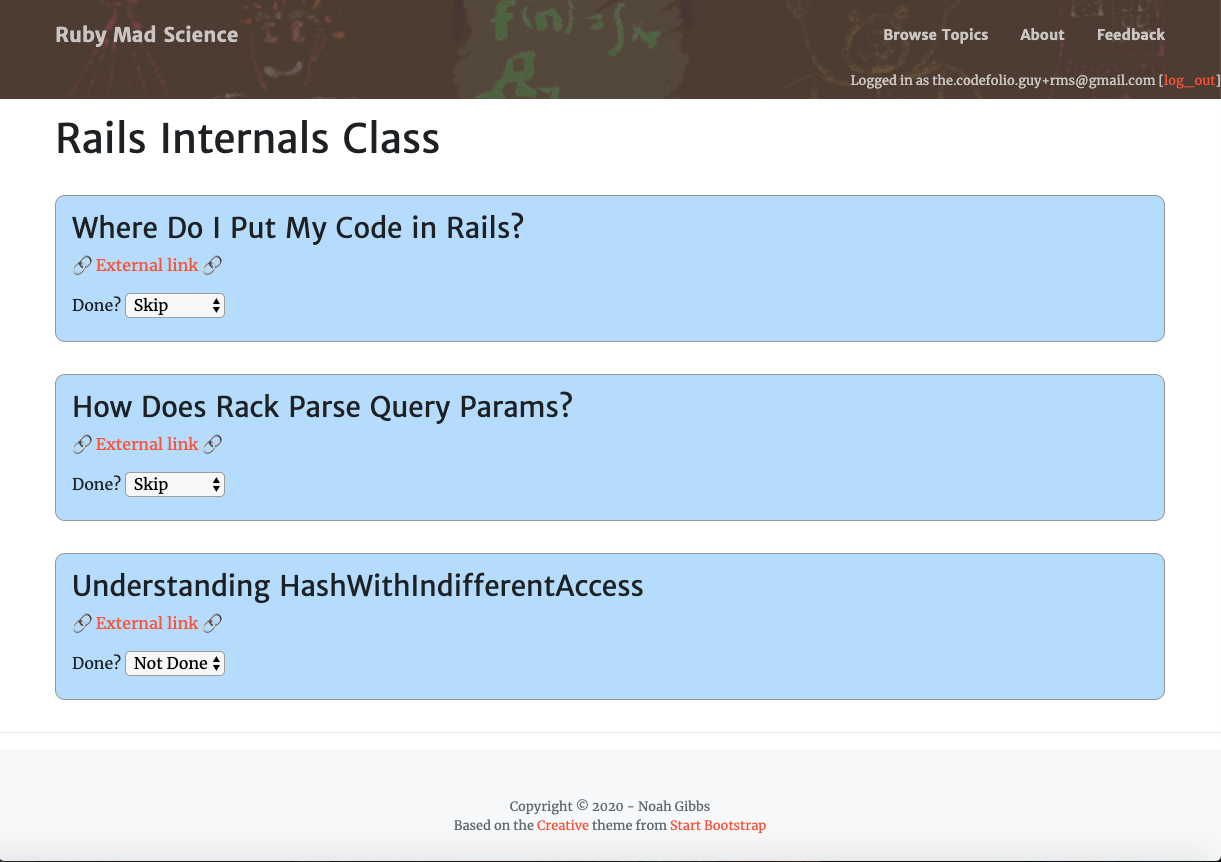 Ruby Mad Science
Browse Topics About Feedback
Logged in as the.codefolio.guy+rms@gmail.com [log_out]
Rails Internals Class
Where Do I Put My Code in Rails?
External link
Done? Skip
How Does Rack Parse Query Params?
External link
Done? Skip
Understanding HashWithIndifferentAccess
External link
Done? Not Done
Copyright © 2020 - Noah Gibbs
Based on the Creative theme from Start Bootstrap